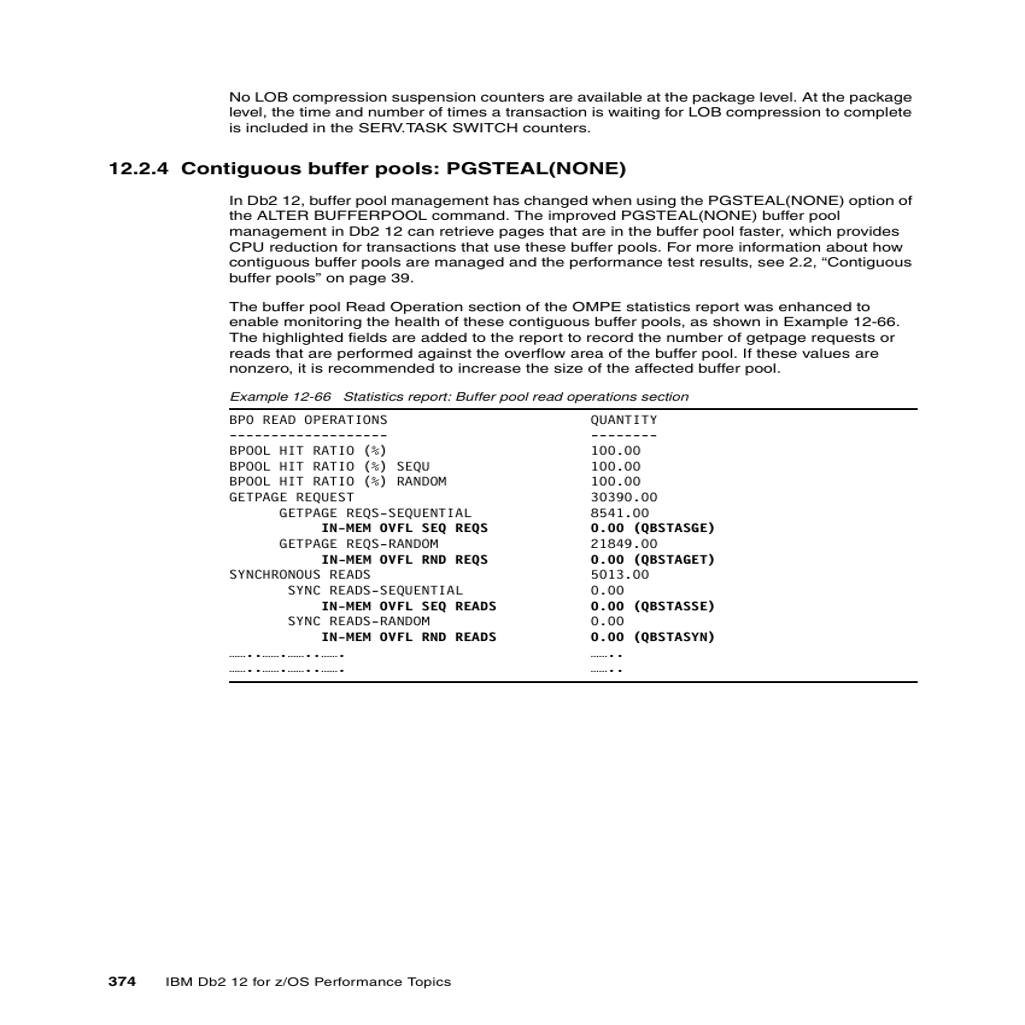 No LOB compression suspension counters are available at the package level. At the package
level, the time and number of times a transaction is waiting for LOB compression to complete
is included in the SERV.TASK SWITCH counters.
12.2.4 Contiguous buffer pools: PGSTEAL(NONE)
In Db2 12, buffer pool management has changed when using the PGSTEAL(NONE) option of
the ALTER BUFFERPOOL command. The improved PGSTEAL(NONE) buffer pool
management in Db2 12 can retrieve pages that are in the buffer pool faster, which provides
CPU reduction for transactions that use these buffer pools. For more information about how
contiguous buffer pools are managed and the performance test results, see 2.2, “Contiguous
buffer pools” on page 39.
The buffer pool Read Operation section of the OMPE statistics report was enhanced to
enable monitoring the health of these contiguous buffer pools, as shown in Example 12-66.
The highlighted fields are added to the report to record the number of getpage requests or
reads that are performed against the overflow area of the buffer pool. If these values are
nonzero, it is recommended to increase the size of the affected buffer pool.
Example 12-66 Statistics report: Buffer pool read operations section
BPO READ OPERATIONS QUANTITY
------------------- --------
BPOOL HIT RATIO (%) 100.00
BPOOL HIT RATIO (%) SEQU 100.00
BPOOL HIT RATIO (%) RANDOM 100.00
GETPAGE REQUEST 30390.00
GETPAGE REQS-SEQUENTIAL 8541.00
IN-MEM OVFL SEQ REQS 0.00 (QBSTASGE)
GETPAGE REQS-RANDOM 21849.00
IN-MEM OVFL RND REQS 0.00 (QBSTAGET)
SYNCHRONOUS READS 5013.00
SYNC READS-SEQUENTIAL 0.00
IN-MEM OVFL SEQ READS 0.00 (QBSTASSE)
SYNC READS-RANDOM 0.00
IN-MEM OVFL RND READS 0.00 (QBSTASYN)
……..…….……..……. ……..
……..…….……..……. ……..
374 IBM Db2 12 for z/OS Performance Topics